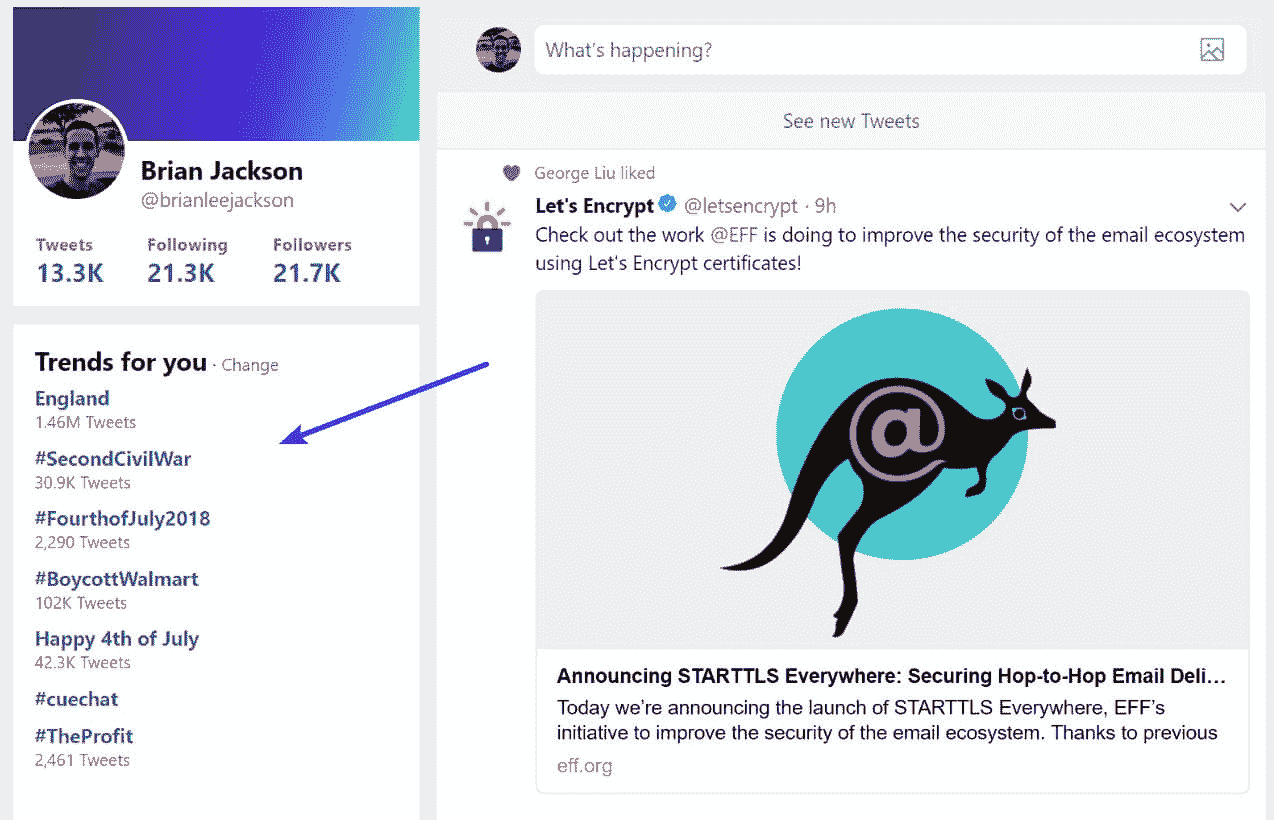 Brian Jackson
@brianleejackson
Tweets Following Followers
13.3K 21.3K 21.7K
Trends for you · Change
England
1.46M Tweets
#SecondCivilWar
30.9K Tweets
#FourthofJuly2018
2,290 Tweets
#BoycottWalmart
102K Tweets
Happy 4th of July
42.3K Tweets
#cuechat
#TheProfit
2,461 Tweets
What's happening?
See new Tweets
George Liu liked
Let's Encrypt @letsencrypt · 9h
Check out the work @EFF is doing to improve the security of the email ecosystem
using Let's Encrypt certificates!
@
Announcing STARTTLS Everywhere: Securing Hop-to-Hop Email Deli…
Today we're announcing the launch of STARTTLS Everywhere, EFF's
initiative to improve the security of the email ecosystem. Thanks to previous
eff.org